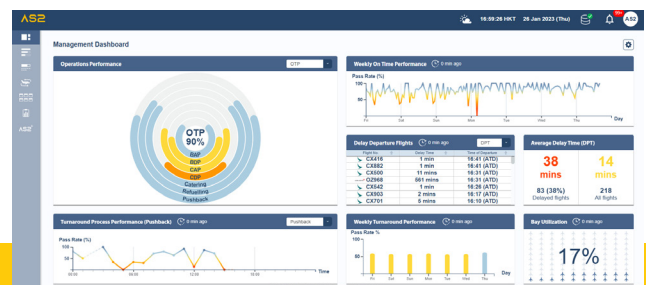 AS2
16:59:26 HKT 26 Jan 2023 (Thu)
99+
AS2
Management Dashboard
AS2
Operations Performance
OTP
OTP
90%
BAP
BDP
CAP
CDP
Catering
Refuelling
Pushback
Weekly On Time Performance 0 min ago
Pass Rate (%)
100
50
Fri Sat Sun Mon Tue Wed Thu
Day
Delay Departure Flights 0 min ago DPT
Flight No. Delay Time Time of Departure
CX416 1 min 16:41 (ATD)
CX882 1 min 16:41 (ATD)
CX500 11 mins 16:31 (ATD)
OZ968 561 mins 16:31 (ATD)
CX542 1 min 16:26 (ATD)
CX903 2 mins 16:17 (ATD)
CX701 5 mins 16:10 (ATD)
Average Delay Time (DPT)
38 14
mins mins
83 (38%) 218
Delayed flights All flights
Turnaround Process Performance (Pushback) 0 min ago Pushback
Pass Rate (%)
100
50
Time
Weekly Turnaround Performance 0 min ago
Pass Rate %
100
50
Fri Sat Sun Mon Tue Wed Thu
Day
Bay Utilization 0 min ago
17%